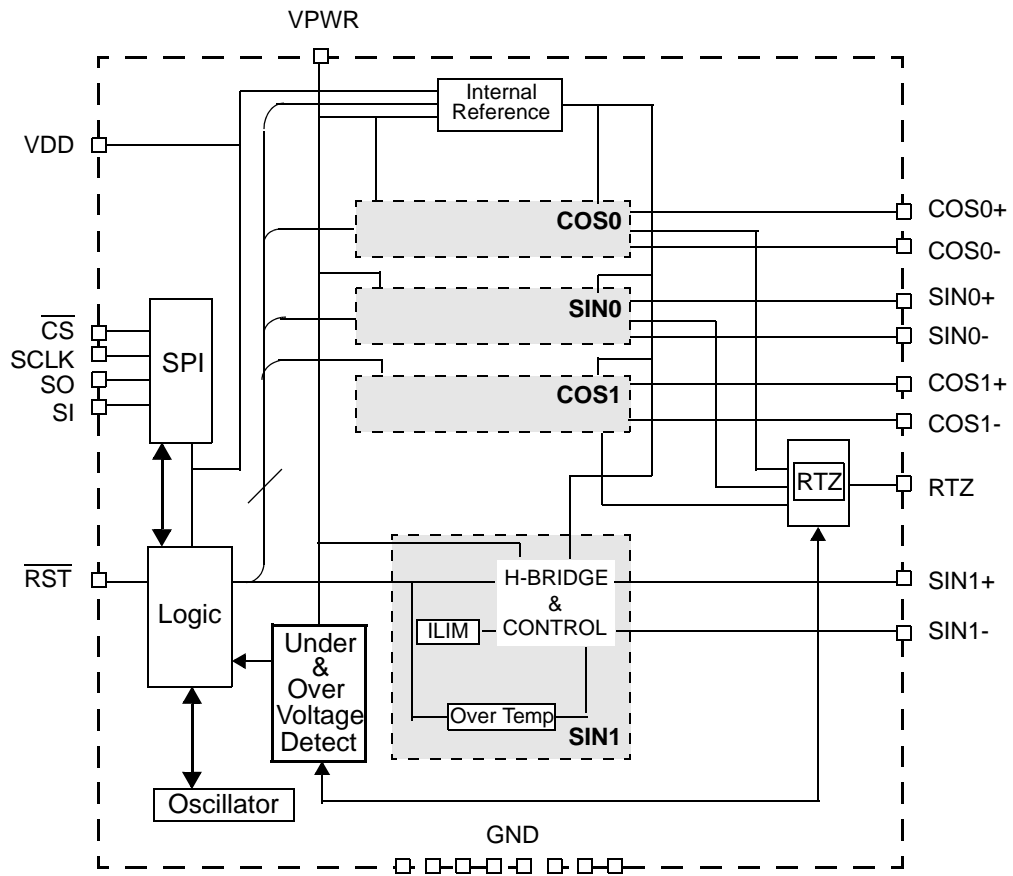 VPWR
Internal
Reference
VDD
COS0
COS0+
COS0-
SIN0
SIN0+
SIN0-
CS
SCLK
SO
SI
SPI
COS1
COS1+
COS1-
RTZ
RTZ
RST
Logic
H-BRIDGE
&
CONTROL
ILIM
SIN1+
SIN1-
Under
&
Over
Voltage
Detect
Over Temp
SIN1
Oscillator
GND